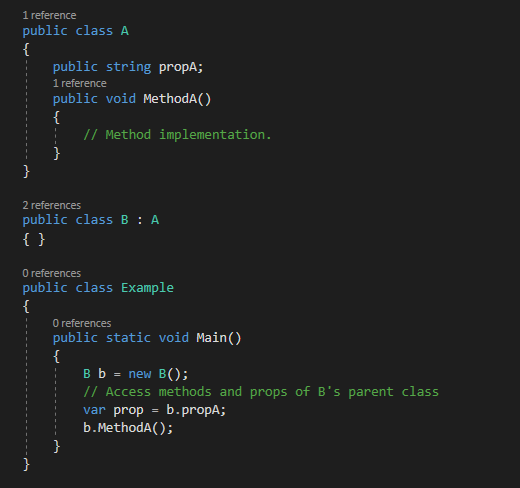 1 reference
public class A
{
public string propA;
1 reference
public void MethodA()
{
// Method implementation.
}
}
2 references
public class B : A
{ }
0 references
public class Example
{
0 references
public static void Main()
{
B b = new B();
// Access methods and props of B's parent class
var prop = b.propA;
b.MethodA();
}
}